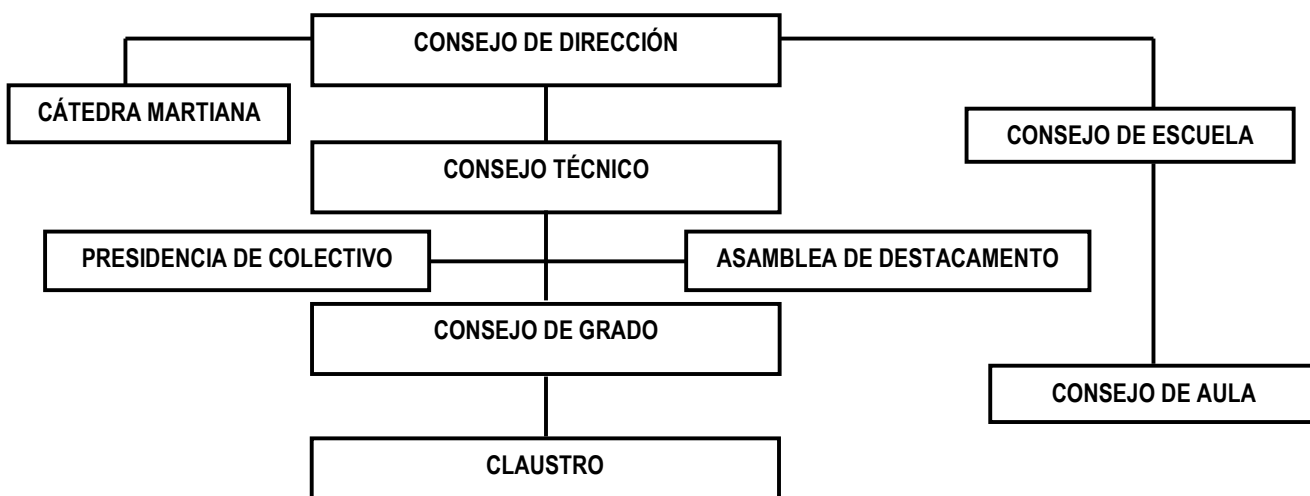 CONSEJO DE DIRECCIÓN
CÁTEDRA MARTIANA
CONSEJO DE ESCUELA
CONSEJO TÉCNICO
PRESIDENCIA DE COLECTIVO
ASAMBLEA DE DESTACAMENTO
CONSEJO DE GRADO
CONSEJO DE AULA
CLAUSTRO